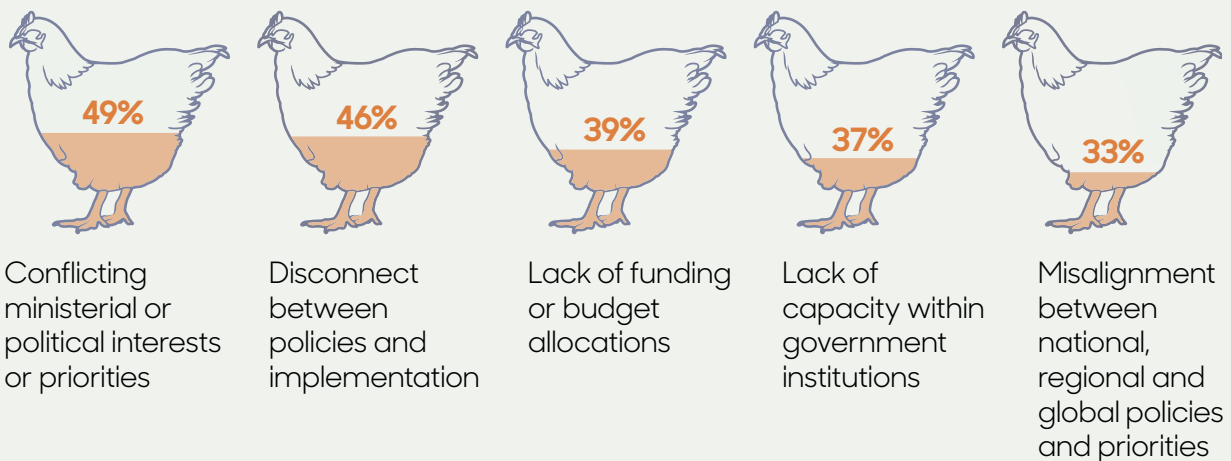 49%
46%
39%
37%
33%
Conflicting
ministerial or
political interests
or priorities
Disconnect
between
policies and
implementation
Lack of funding
or budget
allocations
Lack of
capacity within
government
institutions
Misalignment
between
national,
regional and
global policies
and priorities